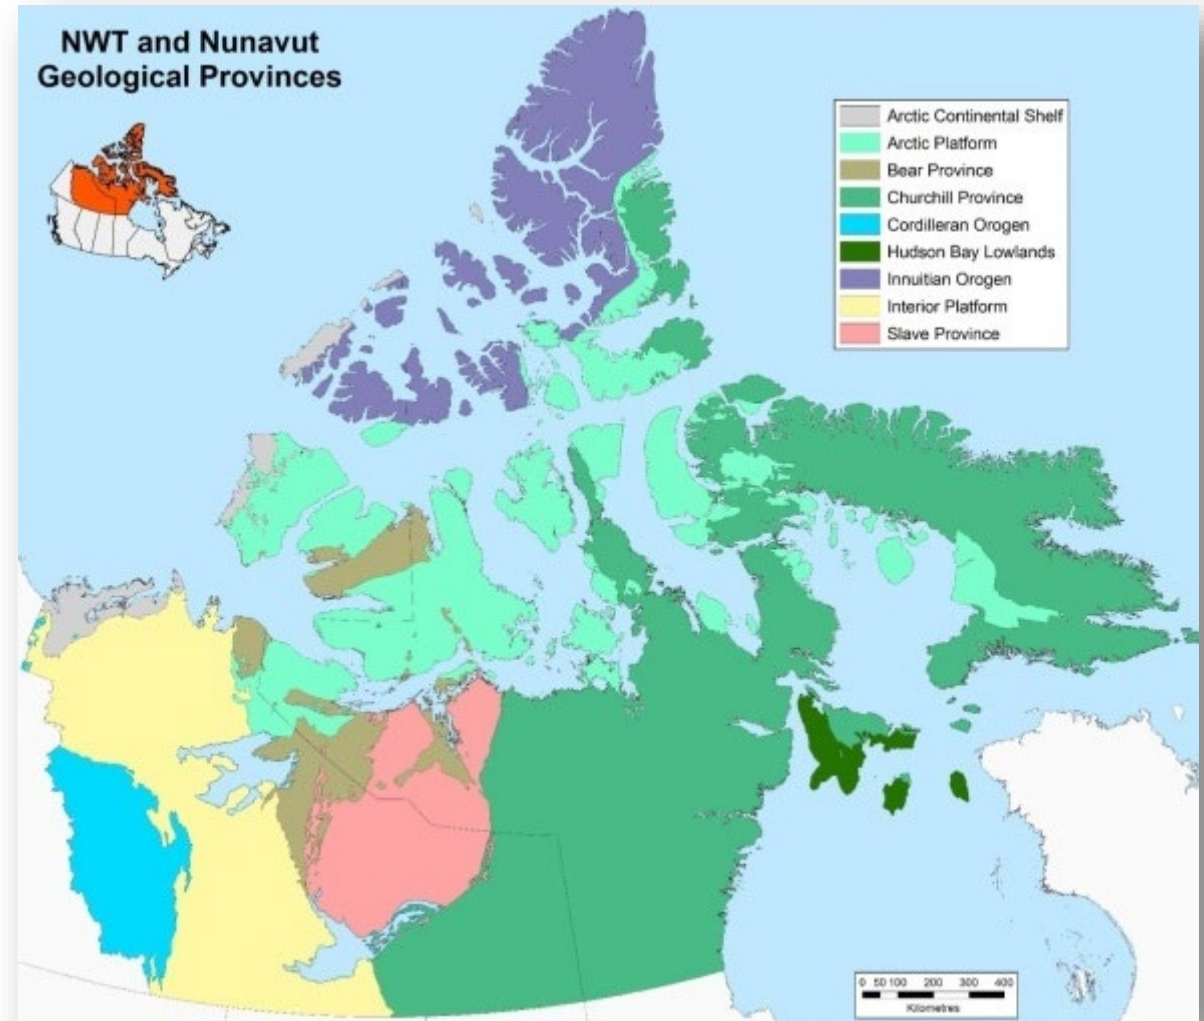 NWT and Nunavut
Geological Provinces
Arctic Continental Shelf
Arctic Platform
Bear Province
Churchill Province
Cordilleran Orogen
Hudson Bay Lowlands
Innuitian Orogen
Interior Platform
Slave Province
0 50 100 200 300 400
Kilometres